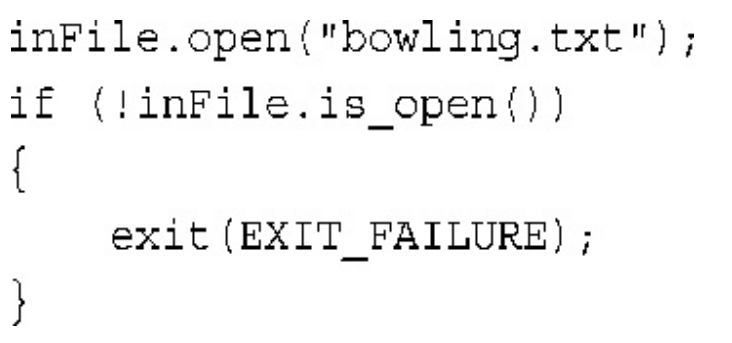 inFile.open("bowling.txt");
if (!inFile.is_open())
{
    exit(EXIT_FAILURE);
}